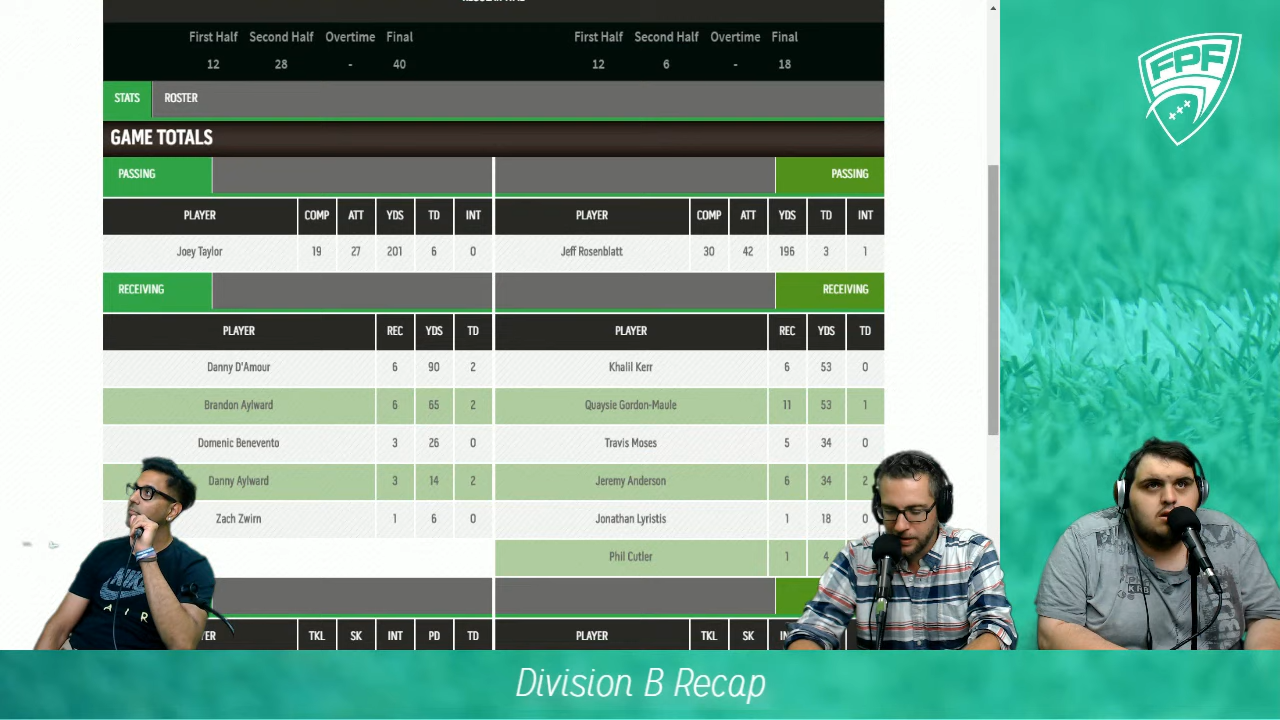 First Half Second Half Overtime Final First Half Second Half Overtime Final
12 28 - 40 12 6 - 18
STATS ROSTER
GAME TOTALS
PASSING PASSING
PLAYER COMP ATT YDS TD INT PLAYER COMP ATT YDS TD INT
Joey Taylor 19 27 201 6 0 Jeff Rosenblatt 30 42 196 3 1
RECEIVING RECEIVING
PLAYER REC YDS TD PLAYER REC YDS TD
Danny D'Amour 6 90 2 Khalil Kerr 6 53 0
Brandon Aylward 6 65 2 Quaysie Gordon-Maule 11 53 1
Domenic Benevento 3 26 0 Travis Moses 5 34 0
Danny Aylward 3 14 2 Jeremy Anderson 6 34 2
Zach Zwirn 1 6 0 Jonathan Lyristis 1 18 0
Phil Cutler 1 4
TKL SK INT PD TD PLAYER TKL SK
FPF
NIKE
AIR
KRB
Division B Recap